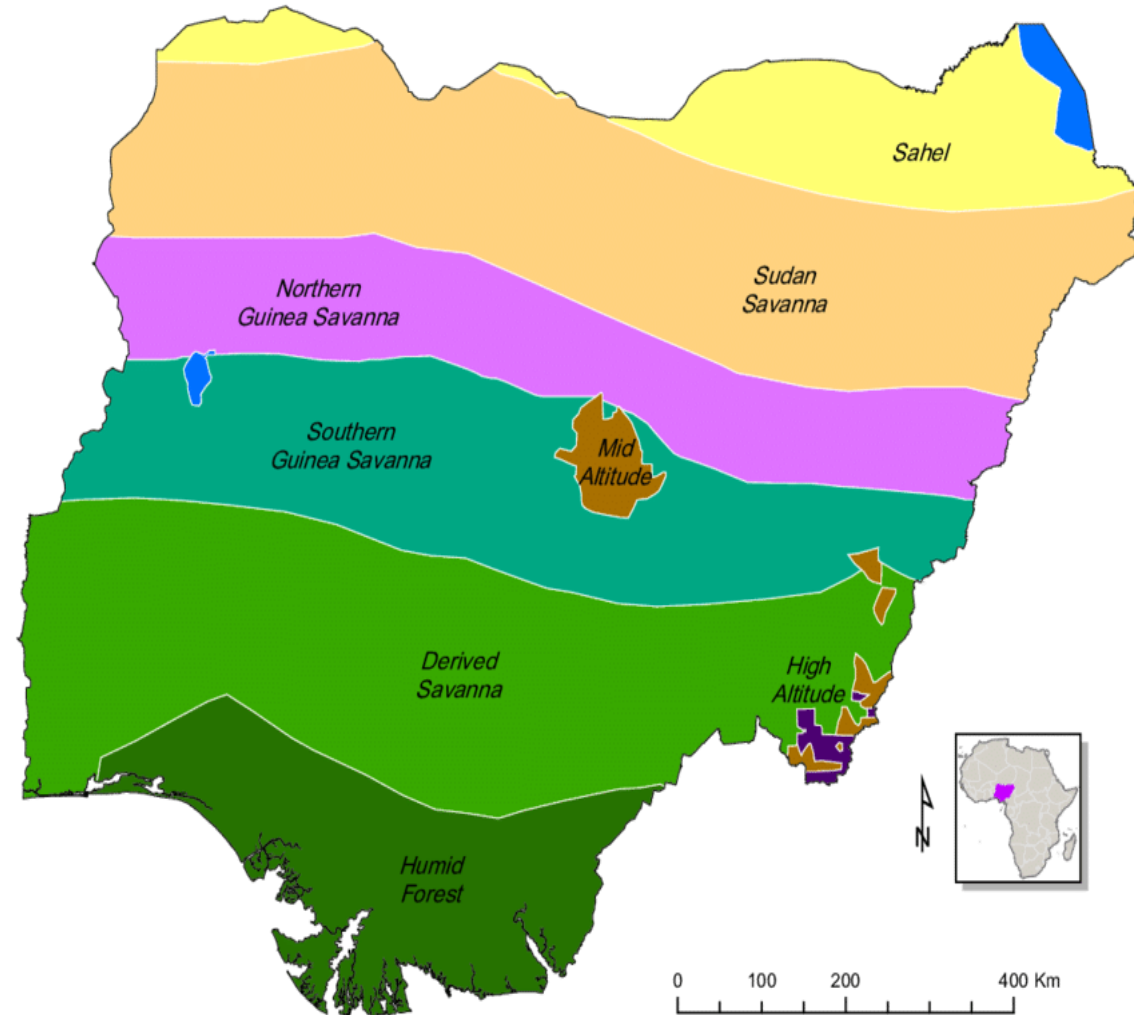 Sahel
Sudan
Savanna
Northern
Guinea Savanna
Southern
Guinea Savanna
Mid
Altitude
Derived
Savanna
High
Altitude
Humid
Forest
N
0 100 200 400 Km